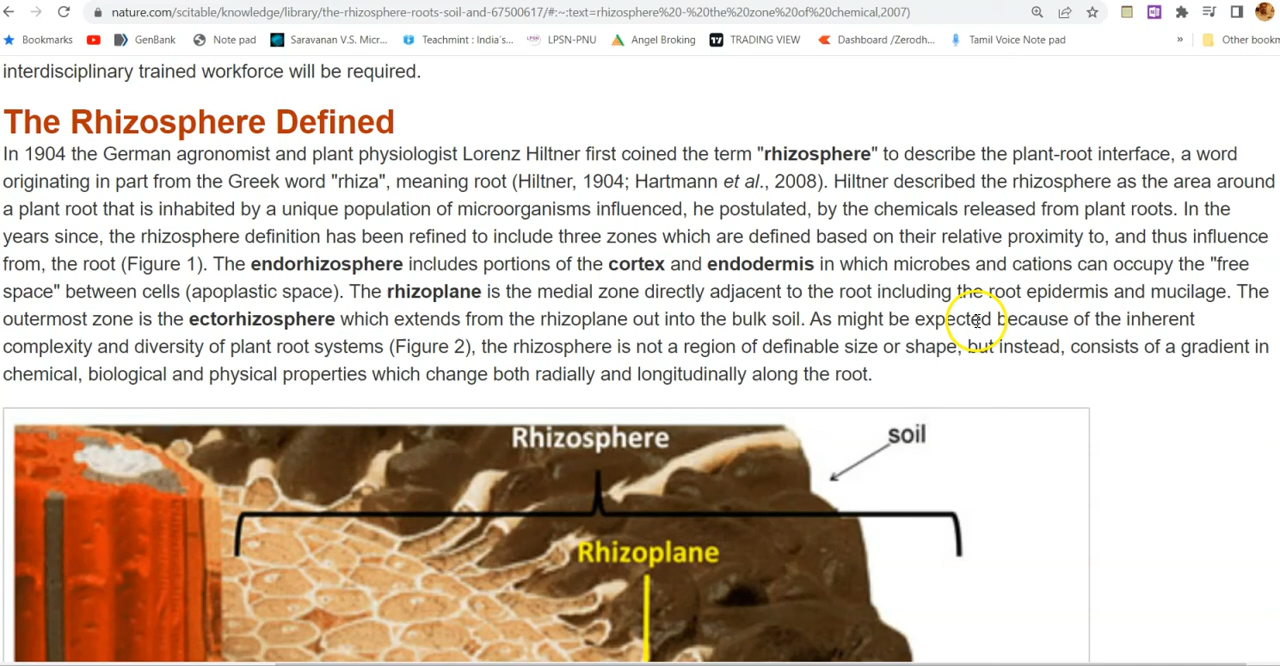 nature.com/scitable/knowledge/library/the-rhizosphere-roots-soil-and-67500617/#:~:text=rhizosphere%20-%20the%20zone%20of%20chemical,2007)
Bookmarks GenBank Note pad Saravanan V.S. Micr... Teachmint : India's... LPSN-PNU Angel Broking TRADING VIEW Dashboard /Zerodh... Tamil Voice Note pad » Other bookm
interdisciplinary trained workforce will be required.
The Rhizosphere Defined
In 1904 the German agronomist and plant physiologist Lorenz Hiltner first coined the term "rhizosphere" to describe the plant-root interface, a word
originating in part from the Greek word "rhiza", meaning root (Hiltner, 1904; Hartmann et al., 2008). Hiltner described the rhizosphere as the area around
a plant root that is inhabited by a unique population of microorganisms influenced, he postulated, by the chemicals released from plant roots. In the
years since, the rhizosphere definition has been refined to include three zones which are defined based on their relative proximity to, and thus influence
from, the root (Figure 1). The endorhizosphere includes portions of the cortex and endodermis in which microbes and cations can occupy the "free
space" between cells (apoplastic space). The rhizoplane is the medial zone directly adjacent to the root including the root epidermis and mucilage. The
outermost zone is the ectorhizosphere which extends from the rhizoplane out into the bulk soil. As might be expected because of the inherent
complexity and diversity of plant root systems (Figure 2), the rhizosphere is not a region of definable size or shape, but instead, consists of a gradient in
chemical, biological and physical properties which change both radially and longitudinally along the root.
Rhizosphere
soil
Rhizoplane